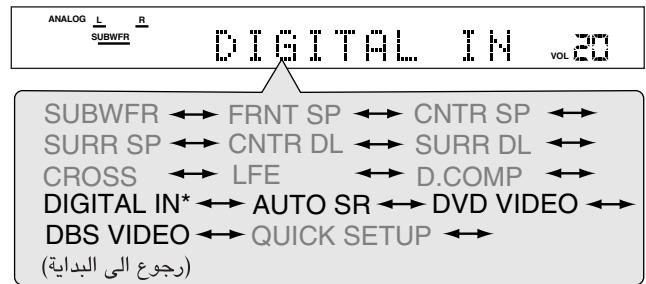 ANALOG L R
SUBWFR
DIGITAL IN VOL 20
SUBWFR ↔ FRNT SP ↔ CNTR SP ↔
SURR SP ↔ CNTR DL ↔ SURR DL ↔
CROSS ↔ LFE ↔ D.COMP ↔
DIGITAL IN* ↔ AUTO SR ↔ DVD VIDEO ↔
DBS VIDEO ↔ QUICK SETUP ↔
(رجوع الى البداية)